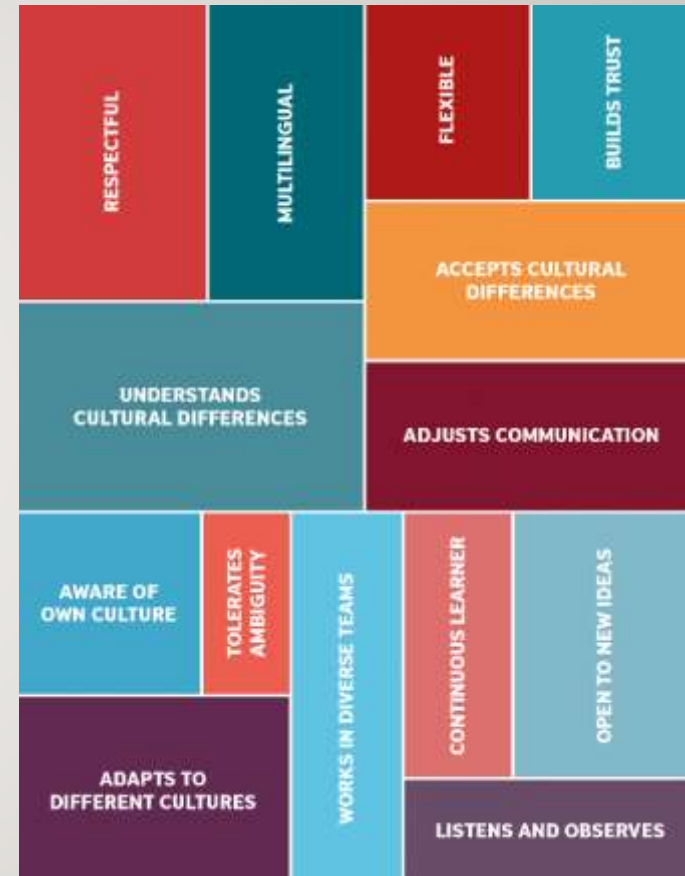 RESPECTFUL
MULTILINGUAL
FLEXIBLE
BUILDS TRUST
ACCEPTS CULTURAL
DIFFERENCES
UNDERSTANDS
CULTURAL DIFFERENCES
ADJUSTS COMMUNICATION
AWARE OF
OWN CULTURE
TOLERATES
AMBIGUITY
WORKS IN DIVERSE TEAMS
CONTINUOUS LEARNER
OPEN TO NEW IDEAS
ADAPTS TO
DIFFERENT CULTURES
LISTENS AND OBSERVES